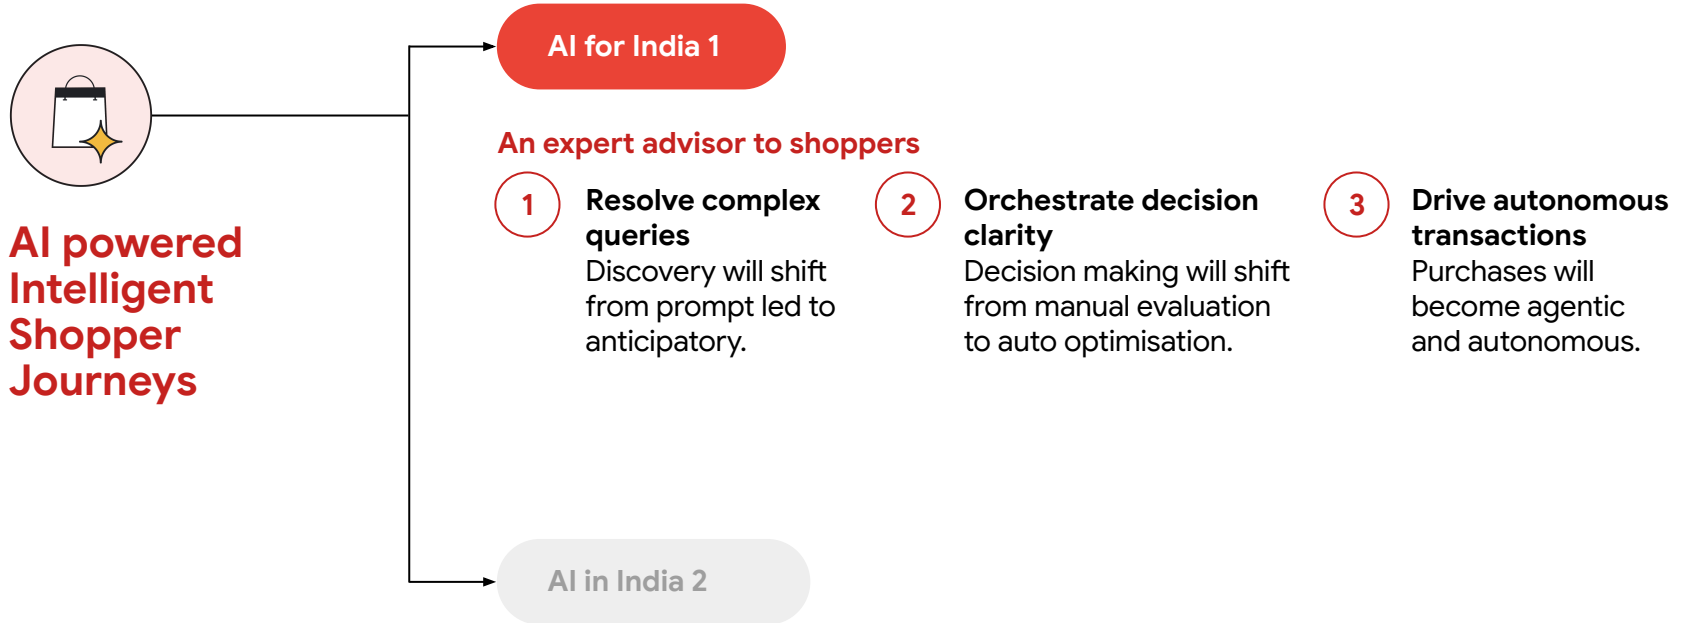 AI for India 1
AI powered
Intelligent
Shopper
Journeys
An expert advisor to shoppers
1
Resolve complex
queries
Discovery will shift
from prompt led to
anticipatory.
2
Orchestrate decision
clarity
Decision making will shift
from manual evaluation
to auto optimisation.
3
Drive autonomous
transactions
Purchases will
become agentic
and autonomous.
AI in India 2